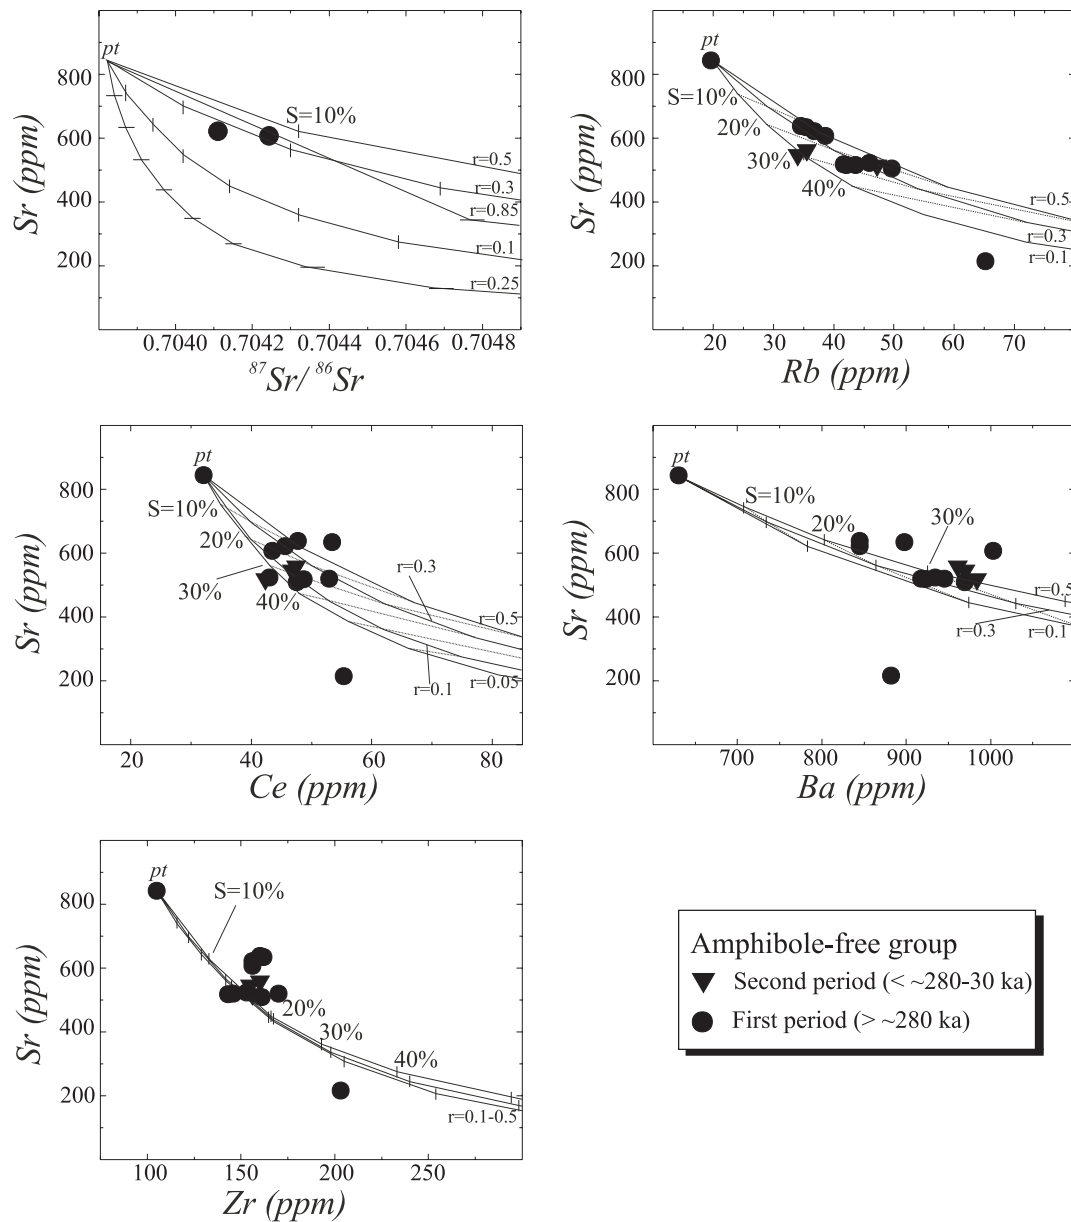 pt
800
600
400
200
Sr (ppm)
S=10%
r=0.5
r=0.3
r=0.85
r=0.1
r=0.25
0.7040
0.7042
0.7044
0.7046
0.7048
87Sr/ 86Sr
pt
800
600
400
200
Sr (ppm)
S=10%
20%
30%
40%
r=0.5
r=0.3
r=0.1
20
30
40
50
60
70
Rb (ppm)
pt
800
600
400
200
Sr (ppm)
S=10%
20%
30%
40%
r=0.3
r=0.5
r=0.1
r=0.05
20
40
60
80
Ce (ppm)
pt
800
600
400
200
Sr (ppm)
S=10%
20%
30%
r=0.5
r=0.3
r=0.1
700
800
900
1000
Ba (ppm)
pt
800
600
400
200
Sr (ppm)
S=10%
20%
30%
40%
r=0.1-0.5
100
150
200
250
Zr (ppm)
Amphibole-free group
Second period (< ~280-30 ka)
First period (> ~280 ka)